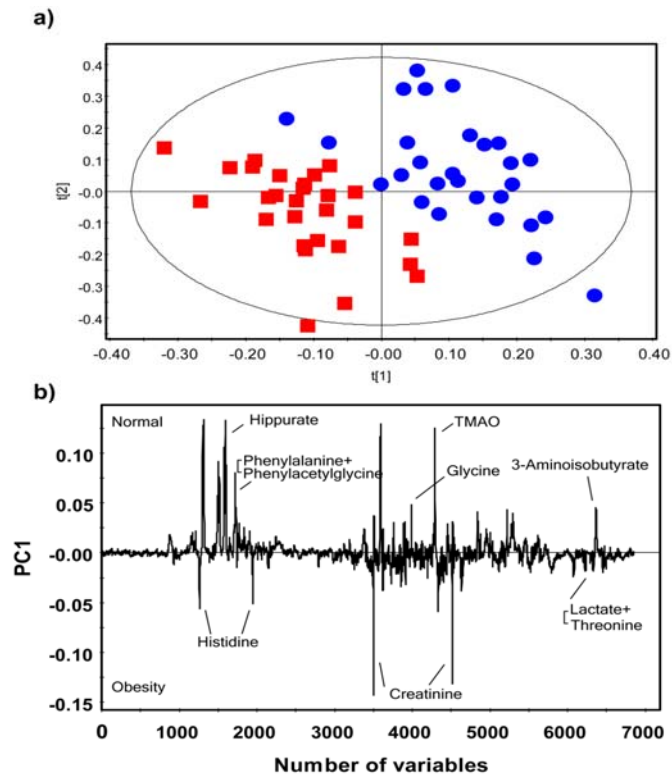 a)
t[2]
0.4
0.3
0.2
0.1
-0.0
-0.1
-0.2
-0.3
-0.4
-0.40 -0.30 -0.20 -0.10 -0.00 0.10 0.20 0.30 0.40
t[1]
b)
Normal
Hippurate
TMAO
Phenylalanine+
Phenylacetylglycine
Glycine
3-Aminoisobutyrate
PC1
0.10
0.05
-0.00
-0.05
-0.10
-0.15
Histidine
Lactate+
Threonine
Creatinine
Obesity
0 1000 2000 3000 4000 5000 6000 7000
Number of variables